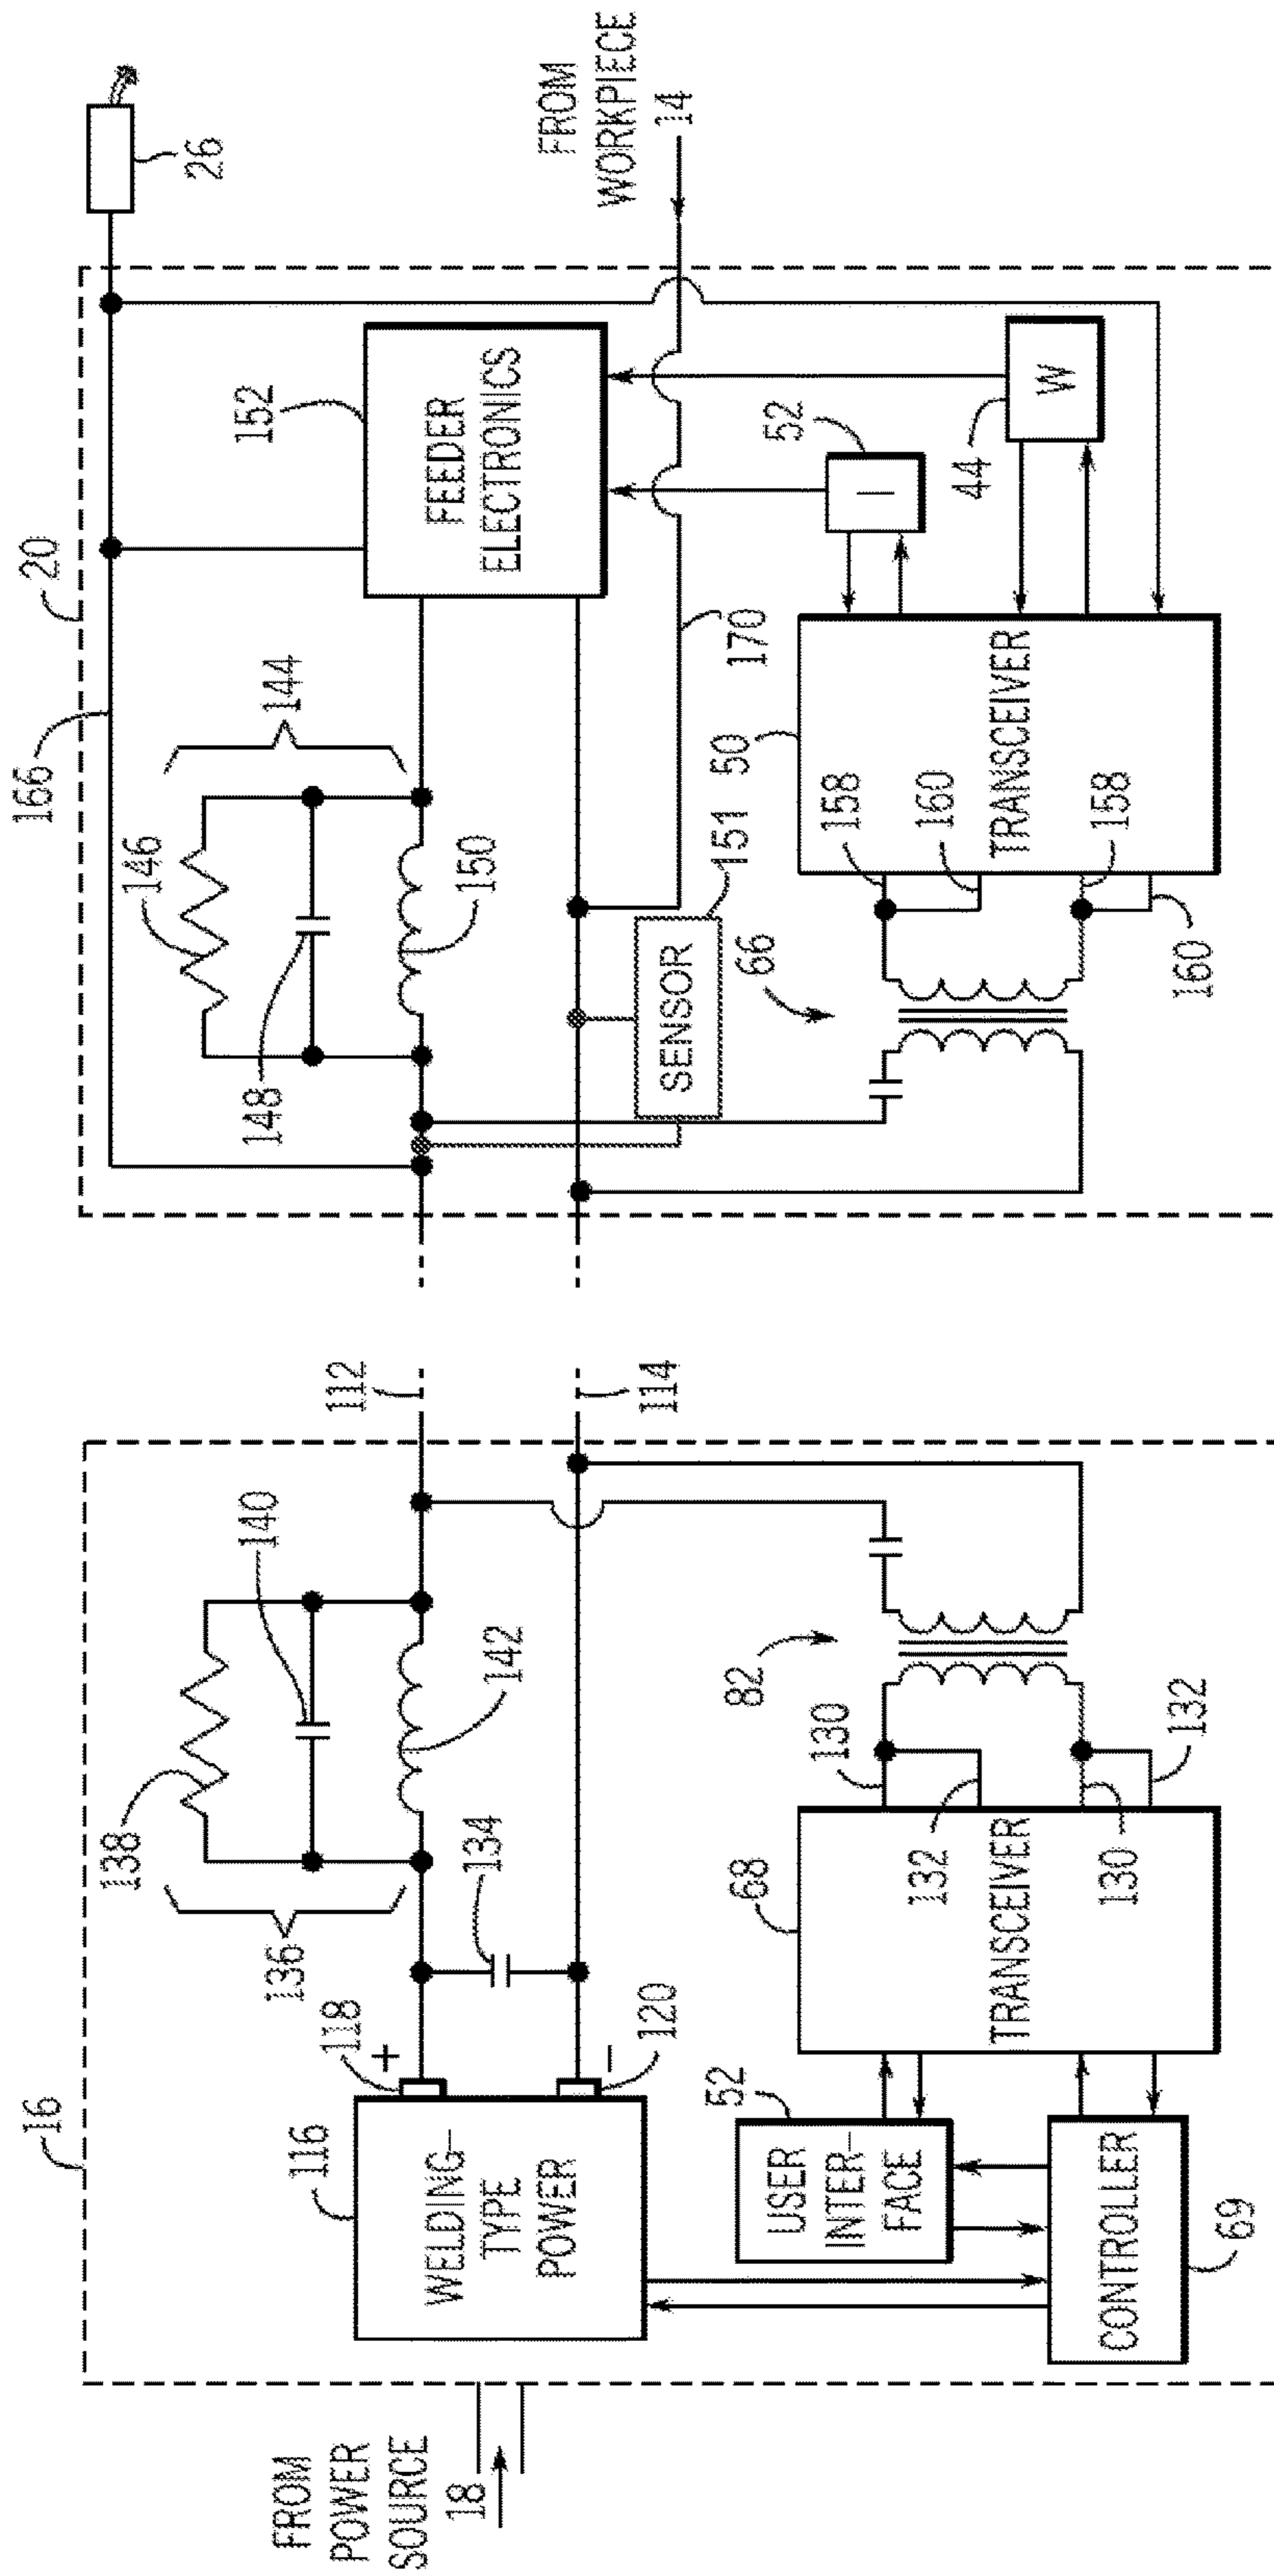 16
116
WELDING–
TYPE
POWER
118
+
120
–
134
136
138
140
142
112
114
FROM
POWER
SOURCE
18
USER
INTER–
FACE
52
CONTROLLER
69
TRANSCEIVER
68
130
132
130
132
82
166
20
146
144
148
150
152
FEEDER
ELECTRONICS
26
FROM
WORKPIECE
14
SENSOR
151
170
66
TRANSCEIVER
50
158
160
158
160
I
52
W
44